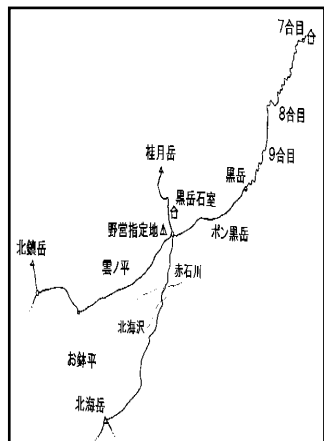 7合目
8合目
9合目
桂月岳
黒岳
黒岳石室
野営指定地
ポン黒岳
北鎮岳
雲ノ平
赤石川
北海沢
お鉢平
北海岳